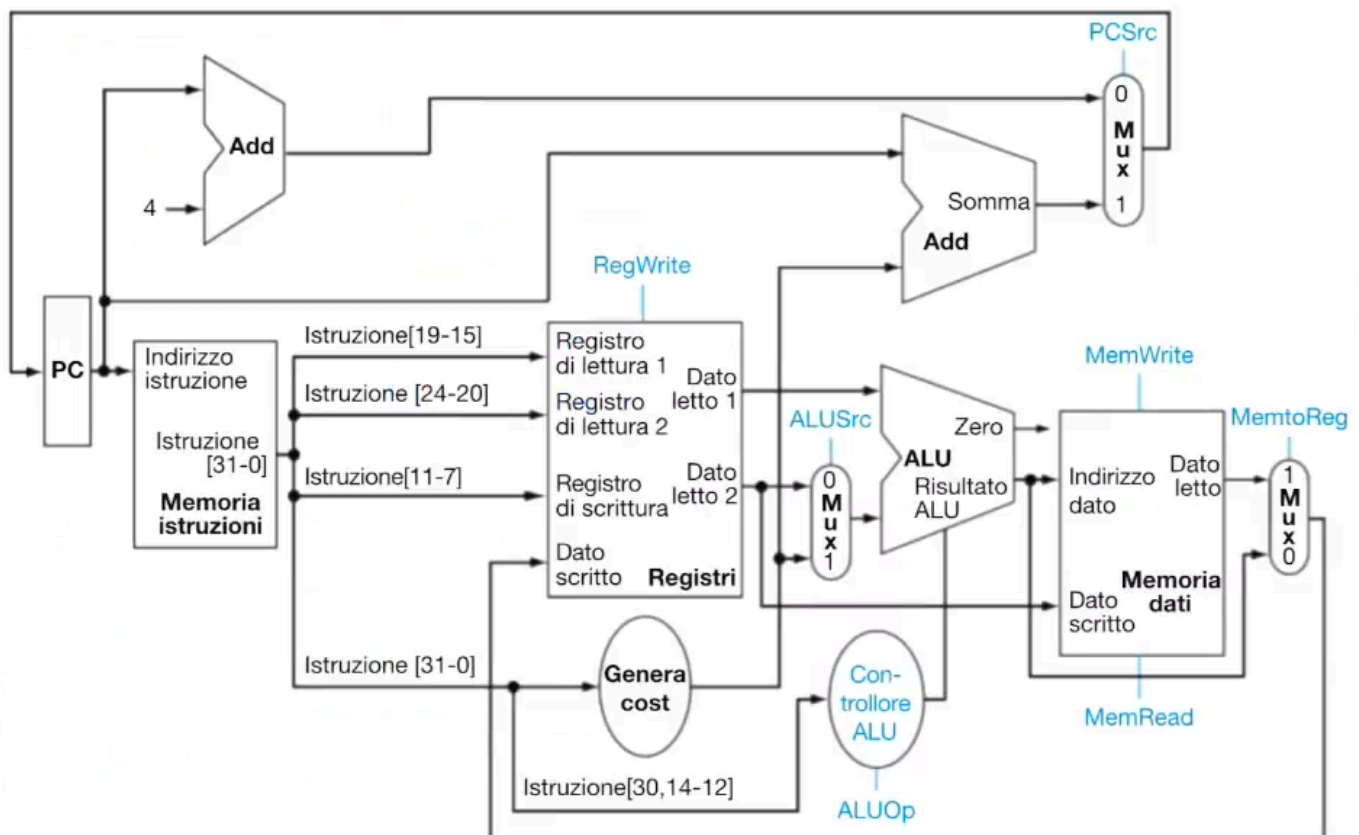 PCSrc
0
Mux
1
Add
4
Somma
Add
RegWrite
PC
Indirizzo
istruzione
Istruzione
[31-0]
Memoria
istruzioni
Istruzione[19-15]
Istruzione [24-20]
Istruzione[11-7]
Istruzione [31-0]
Istruzione[30,14-12]
Registro
di lettura 1
Registro
di lettura 2
Registro
di scrittura
Dato
scritto
Dato
letto 1
Dato
letto 2
Registri
Genera
cost
ALUSrc
0
Mux
1
Zero
ALU
Risultato
ALU
Con-
trollore
ALU
ALUOp
MemWrite
Indirizzo
dato
Dato
letto
Memoria
dati
Dato
scritto
MemRead
MemtoReg
1
Mux
0